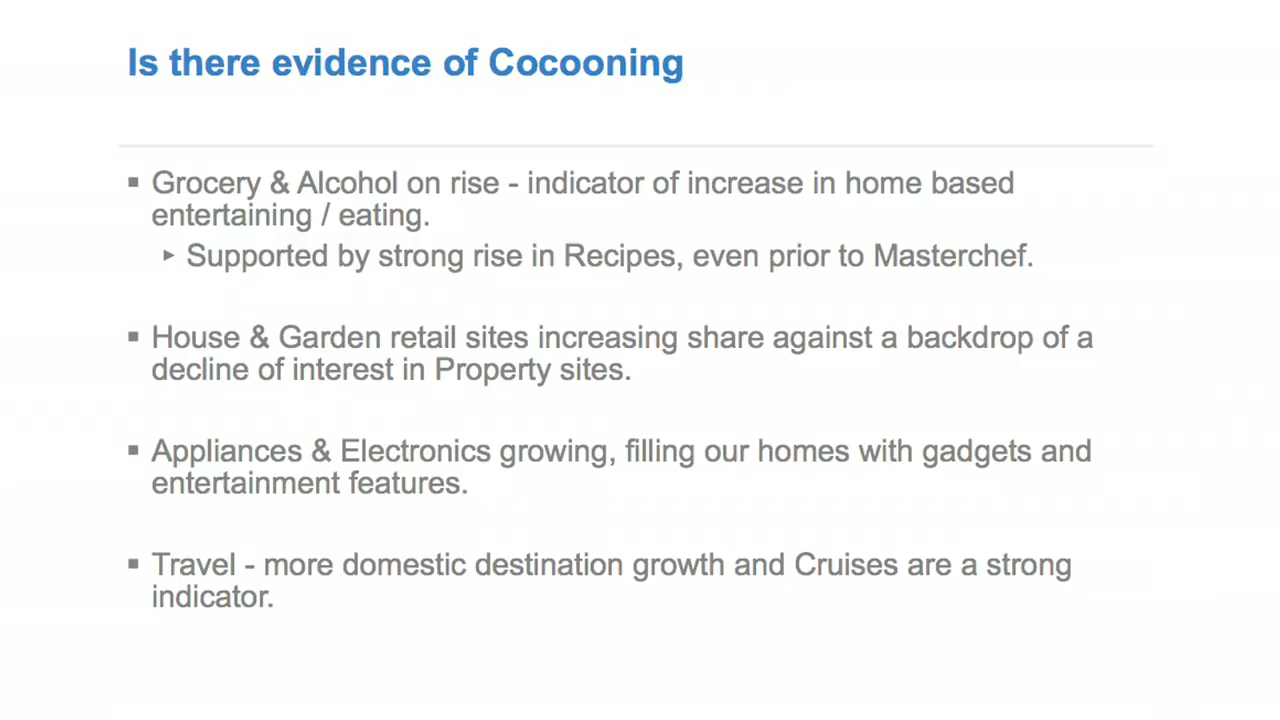 Is there evidence of Cocooning
▪ Grocery & Alcohol on rise - indicator of increase in home based
entertaining / eating.
▸ Supported by strong rise in Recipes, even prior to Masterchef.
▪ House & Garden retail sites increasing share against a backdrop of a
decline of interest in Property sites.
▪ Appliances & Electronics growing, filling our homes with gadgets and
entertainment features.
▪ Travel - more domestic destination growth and Cruises are a strong
indicator.